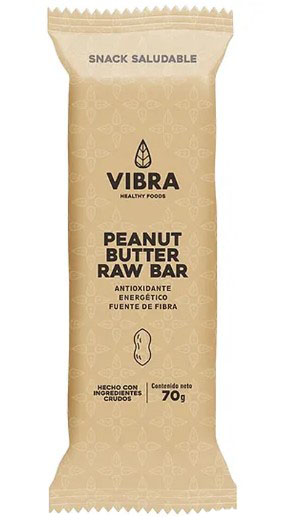 SNACK SALUDABLE
VIBRA
HEALTHY FOODS
PEANUT
BUTTER
RAW BAR
ANTIOXIDANTE
ENERGÉTICO
FUENTE DE FIBRA
HECHO CON
INGREDIENTES
CRUDOS
Contenido neto
70g